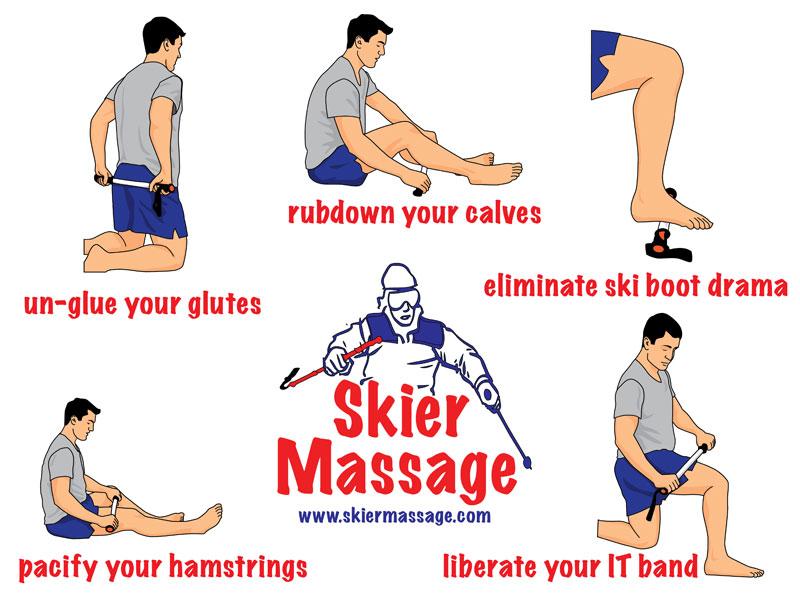 rubdown your calves
eliminate ski boot drama
un-glue your glutes
Skier
Massage
www.skiermassage.com
pacify your hamstrings
liberate your IT band